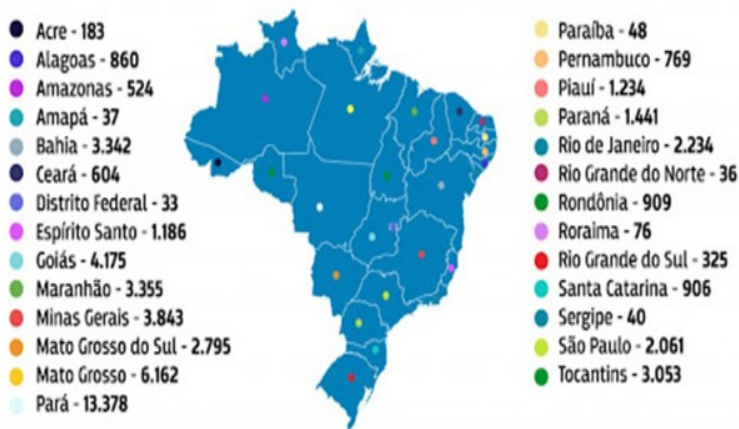 Acre - 183
Alagoas - 860
Amazonas - 524
Amapá - 37
Bahia - 3.342
Ceará - 604
Distrito Federal - 33
Espírito Santo - 1.186
Goiás - 4.175
Maranhão - 3.355
Minas Gerais - 3.843
Mato Grosso do Sul - 2.795
Mato Grosso - 6.162
Pará - 13.378
Paraíba - 48
Pernambuco - 769
Piauí - 1.234
Paraná - 1.441
Rio de Janeiro - 2.234
Rio Grande do Norte - 36
Rondônia - 909
Roraima - 76
Rio Grande do Sul - 325
Santa Catarina - 906
Sergipe - 40
São Paulo - 2.061
Tocantins - 3.053